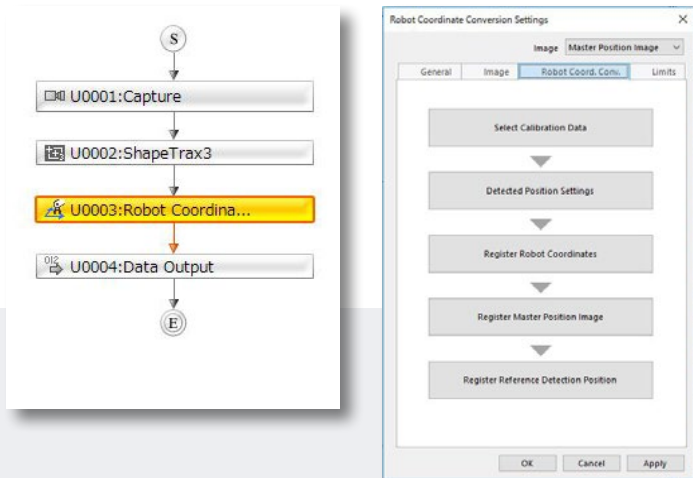 S
U0001:Capture
U0002:ShapeTrax3
U0003:Robot Coordina...
012
U0004:Data Output
E
Robot Coordinate Conversion Settings
Image Master Position Image
General Image Robot Coord. Conv. Limits
Select Calibration Data
Detected Position Settings
Register Robot Coordinates
Register Master Position Image
Register Reference Detection Position
OK Cancel Apply